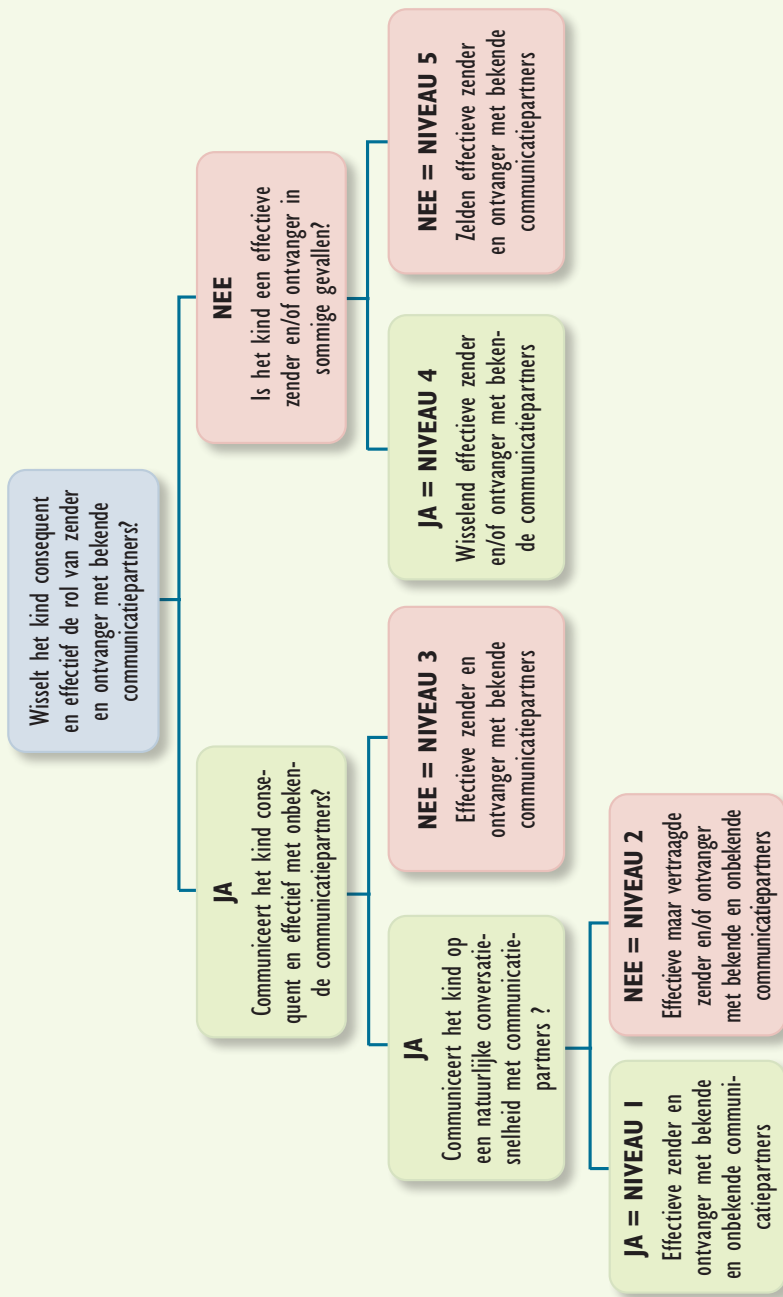 Wisselt het kind consequent
en effectief de rol van zender
en ontvanger met bekende
communicatiepartners?
JA
Communiceert het kind conse-
quent en effectief met onbeken-
de communicatiepartners?
NEE
Is het kind een effectieve
zender en/of ontvanger in
sommige gevallen?
JA
Communiceert het kind op
een natuurlijke conversatie-
snelheid met communicatie-
partners ?
NEE = NIVEAU 3
Effectieve zender en
ontvanger met bekende
communicatiepartners
JA = NIVEAU 4
Wisselend effectieve zender
en/of ontvanger met beken-
de communicatiepartners
NEE = NIVEAU 5
Zelden effectieve zender
en ontvanger met bekende
communicatiepartners
JA = NIVEAU 1
Effectieve zender en
ontvanger met bekende
en onbekende communi-
catiepartners
NEE = NIVEAU 2
Effectieve maar vertraagde
zender en/of ontvanger
met bekende en onbekende
communicatiepartners